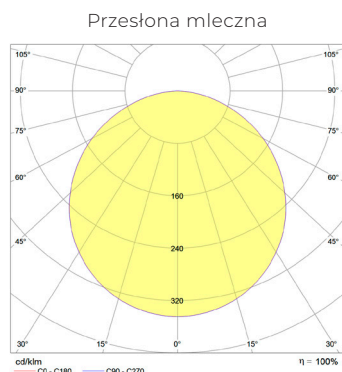 Przesłona mleczna
105° 105°
90° 90°
75° 75°
60° 60°
160
45° 45°
240
320
30° 15° 0° 15° 30°
cd/klm η = 100%
C0 - C180 C90 - C270